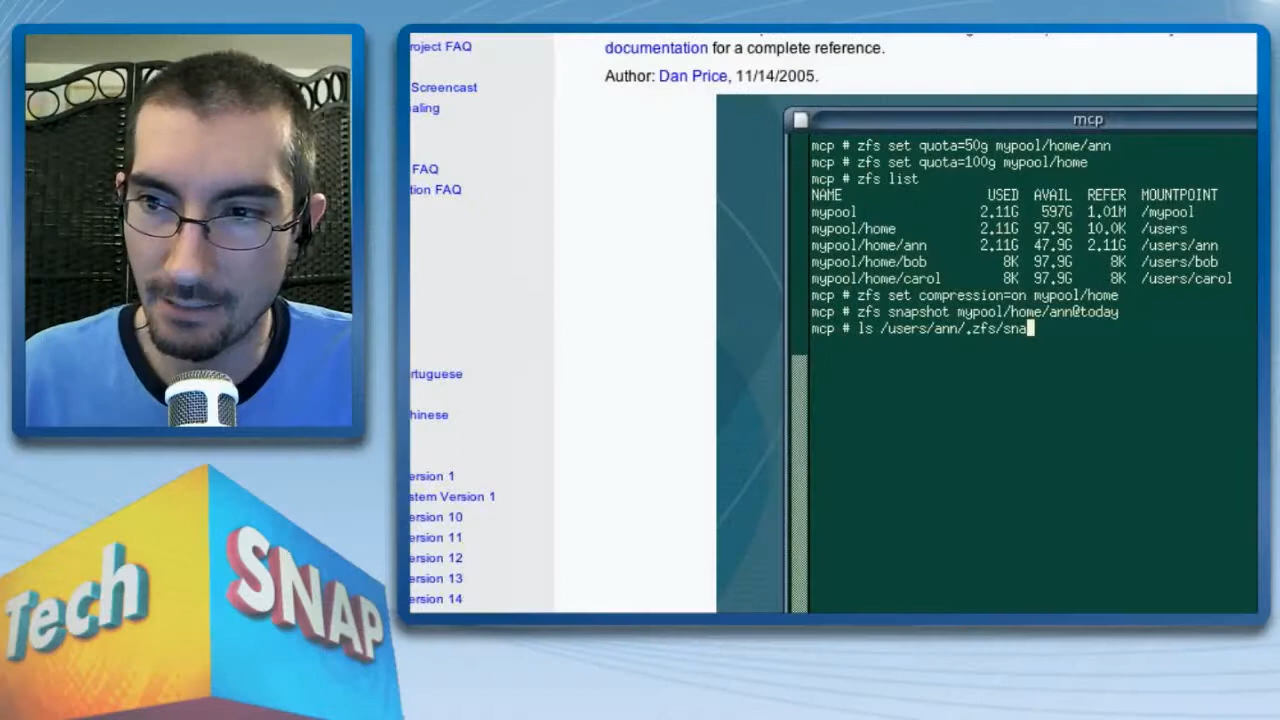 roject FAQ
Screencast
aling
FAQ
tion FAQ
rtuguese
hinese
ersion 1
stem Version 1
ersion 10
ersion 11
ersion 12
ersion 13
ersion 14
documentation for a complete reference.
Author: Dan Price, 11/14/2005.
mcp
mcp # zfs set quota=50g mypool/home/ann
mcp # zfs set quota=100g mypool/home
mcp # zfs list
NAME USED AVAIL REFER MOUNTPOINT
mypool 2.11G 597G 1.01M /mypool
mypool/home 2.11G 97.9G 10.0K /users
mypool/home/ann 2.11G 47.9G 2.11G /users/ann
mypool/home/bob 8K 97.9G 8K /users/bob
mypool/home/carol 8K 97.9G 8K /users/carol
mcp # zfs set compression=on mypool/home
mcp # zfs snapshot mypool/home/ann@today
mcp # ls /users/ann/.zfs/sna
Tech
SNAP